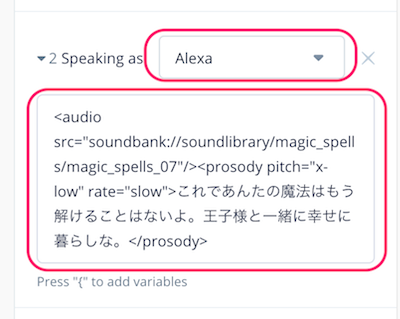 2 Speaking as Alexa
<audio
src="soundbank://soundlibrary/magic_spell
s/magic_spells_07"/><prosody pitch="x-
low" rate="slow">これであんたの魔法はもう
解けることはないよ。王子様と一緒に幸せに
暮らしな。</prosody>
Press "{" to add variables